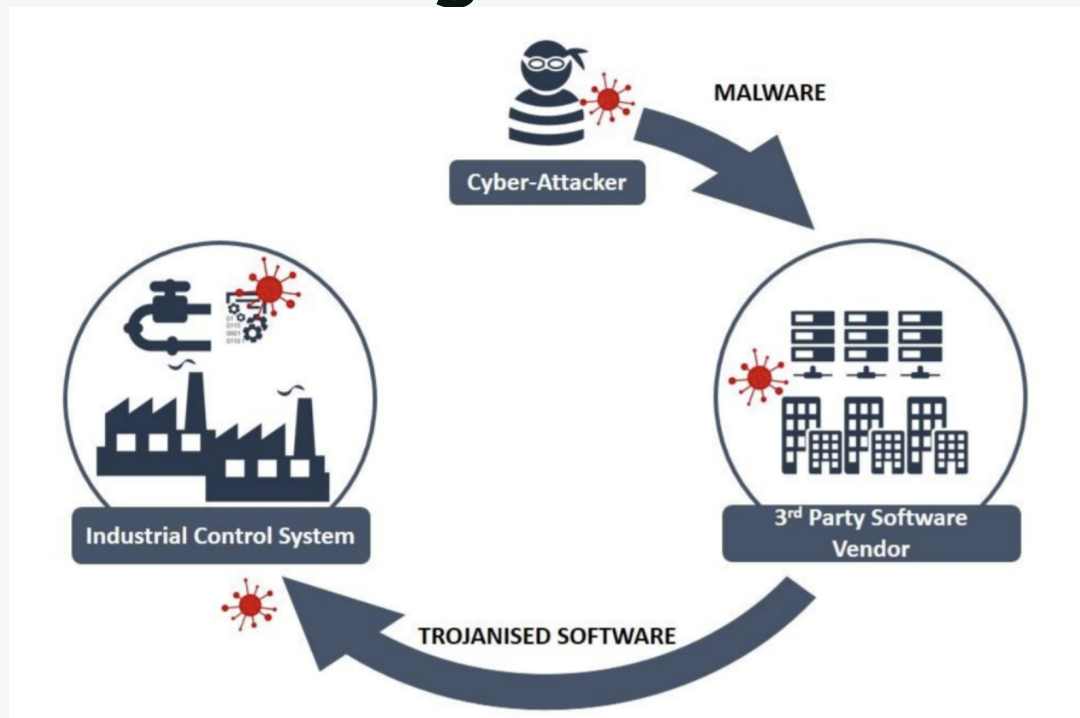 MALWARE
Cyber-Attacker
3rd Party Software
Vendor
Industrial Control System
TROJANISED SOFTWARE